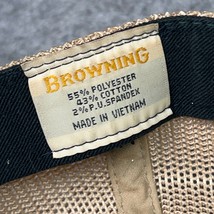 BROWNING
55% POLYESTER
43% COTTON
2% P.U.SPANDEX
MADE IN VIETNAM